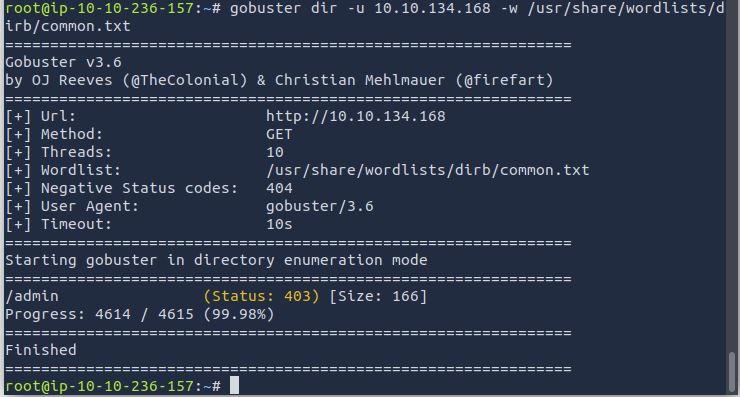 root@ip-10-10-236-157:~# gobuster dir -u 10.10.134.168 -w /usr/share/wordlists/d
irb/common.txt
===============================================================
Gobuster v3.6
by OJ Reeves (@TheColonial) & Christian Mehlmauer (@firefart)
===============================================================
[+] Url:                     http://10.10.134.168
[+] Method:                  GET
[+] Threads:                 10
[+] Wordlist:                /usr/share/wordlists/dirb/common.txt
[+] Negative Status codes:   404
[+] User Agent:              gobuster/3.6
[+] Timeout:                 10s
===============================================================
Starting gobuster in directory enumeration mode
===============================================================
/admin                (Status: 403) [Size: 166]
Progress: 4614 / 4615 (99.98%)
===============================================================
Finished
===============================================================
root@ip-10-10-236-157:~#